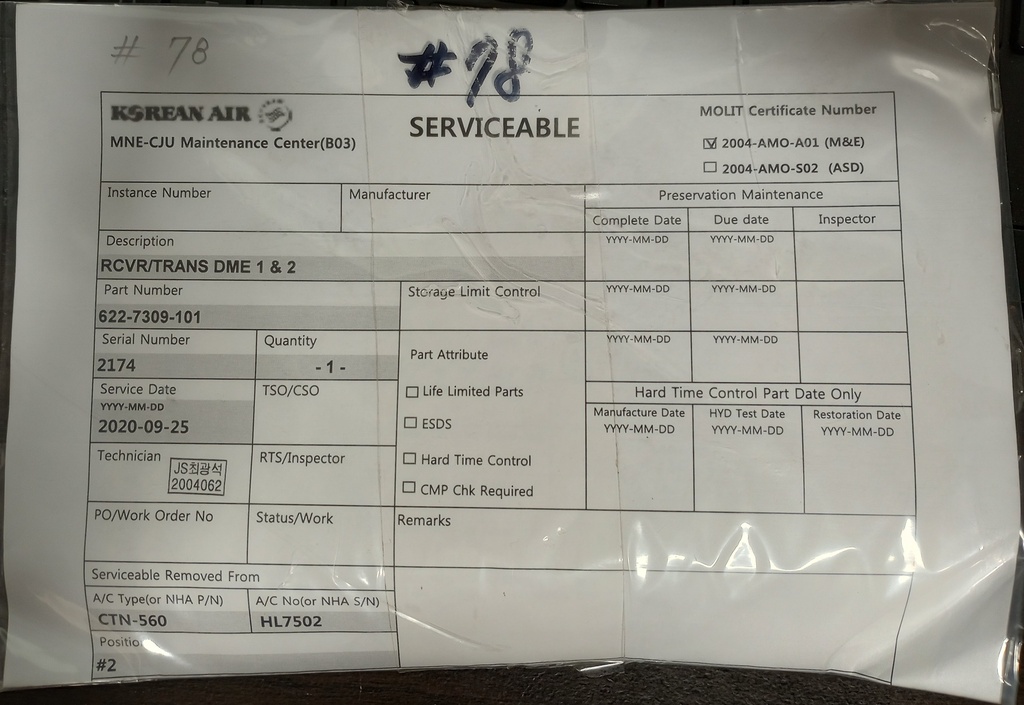 # 78
#78
KOREAN AIR
MNE-CJU Maintenance Center(B03)
SERVICEABLE
MOLIT Certificate Number
☑ 2004-AMO-A01 (M&E)
☐ 2004-AMO-S02 (ASD)
Instance Number
Manufacturer
Preservation Maintenance
Complete Date
Due date
Inspector
YYYY-MM-DD
YYYY-MM-DD
Description
RCVR/TRANS DME 1 & 2
Part Number
622-7309-101
Storage Limit Control
YYYY-MM-DD
YYYY-MM-DD
Serial Number
2174
Quantity
- 1 -
Part Attribute
☐ Life Limited Parts
☐ ESDS
☐ Hard Time Control
☐ CMP Chk Required
YYYY-MM-DD
YYYY-MM-DD
Hard Time Control Part Date Only
Manufacture Date
YYYY-MM-DD
HYD Test Date
YYYY-MM-DD
Restoration Date
YYYY-MM-DD
Service Date
YYYY-MM-DD
2020-09-25
TSO/CSO
Technician
JS최광석
2004062
RTS/Inspector
PO/Work Order No
Status/Work
Remarks
Serviceable Removed From
A/C Type(or NHA P/N)
CTN-560
A/C No(or NHA S/N)
HL7502
Positio
#2